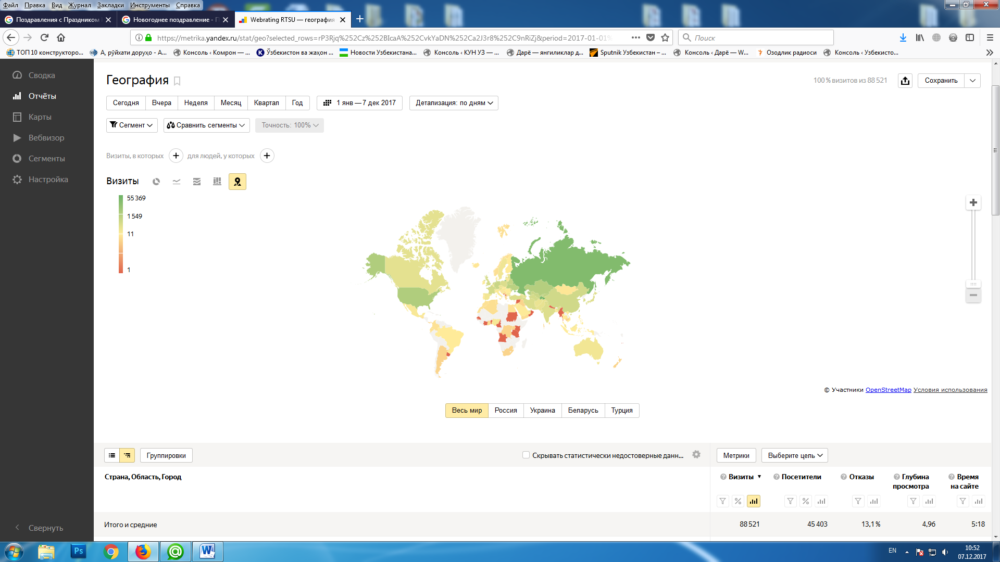 Файл Правка Вид Журнал Закладки Инструменты Справка
Поздравления с Праздником
Новогоднее поздравление - П
Webrating RTSU — география
https://metrika.yandex.ru/stat/geo?selected_rows=rP3Rjq%252Cz%252BIcaA%252CvkYaDN%252Ca2J3r8%252C9nRiZj&period=2017-01-01%
Поиск
ТОП 10 конструкторо...
А, рўйхати доруҳо - А...
Консоль ‹ Комрон — ...
Ўзбекистон ва жаҳон ...
Новости Узбекистана...
Консоль ‹ КУН УЗ — ...
Дарё — янгиликлар д...
Sputnik Узбекистан – ...
Консоль ‹ Дарё — W...
Озодлик радиоси
Консоль ‹ Узбекисто...
Сводка
Отчёты
Карты
Вебвизор
Сегменты
Настройка
Свернуть
География
100 % визитов из 88 521
Сохранить
Сегодня Вчера Неделя Месяц Квартал Год
1 янв — 7 дек 2017
Детализация: по дням
Сегмент
Сравнить сегменты
Точность: 100%
Визиты, в которых + для людей, у которых +
Визиты
55 369
1 549
11
1
© Участники OpenStreetMap Условия использования
Весь мир Россия Украина Беларусь Турция
Группировки
Скрывать статистически недостоверные данн...
Метрики
Выберите цель
Страна, Область, Город
Визиты ▼
Посетители
Отказы
Глубина
просмотра
Время
на сайте
%
%
Итого и средние 88 521 45 403 13,1 % 4,96 5:18
Ps
W
EN
10:52
07.12.2017